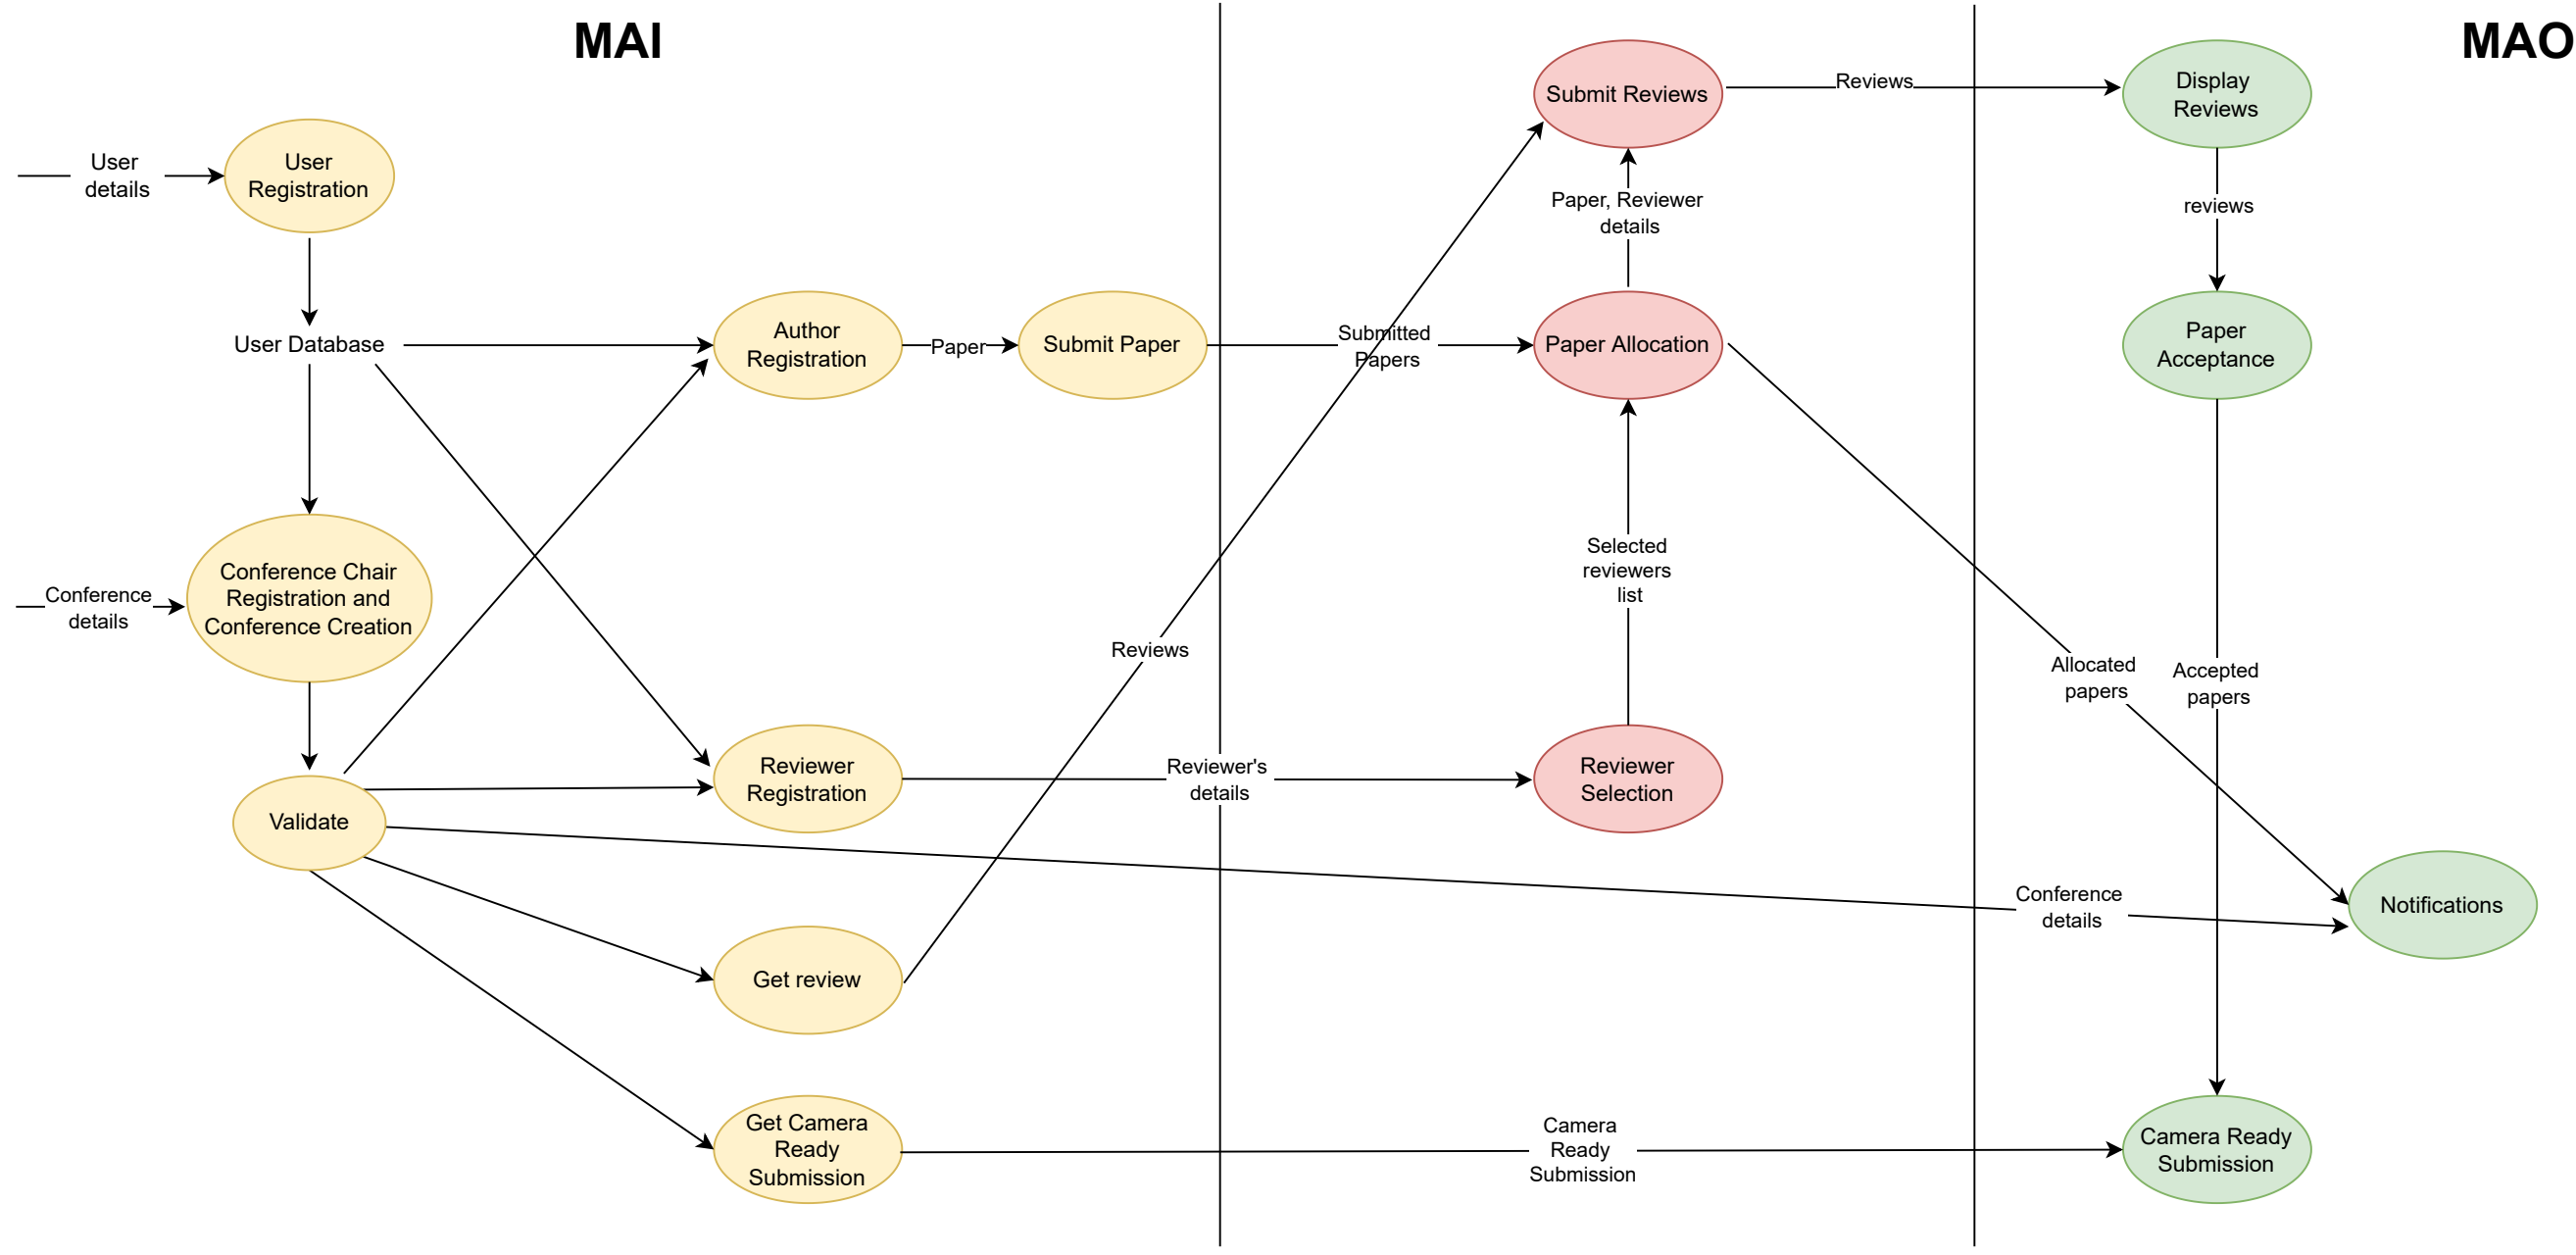 MAI
MAO
User
details
User
Registration
User Database
Conference
details
Conference Chair
Registration and
Conference Creation
Validate
Author
Registration
Paper
Submit Paper
Reviewer
Registration
Get review
Get Camera
Ready
Submission
Reviews
Reviewer's
details
Submitted
Papers
Submit Reviews
Paper, Reviewer
details
Paper Allocation
Selected
reviewers
list
Reviewer
Selection
Camera
Ready
Submission
Reviews
Display
Reviews
reviews
Paper
Acceptance
Allocated
papers
Accepted
papers
Conference
details
Notifications
Camera Ready
Submission